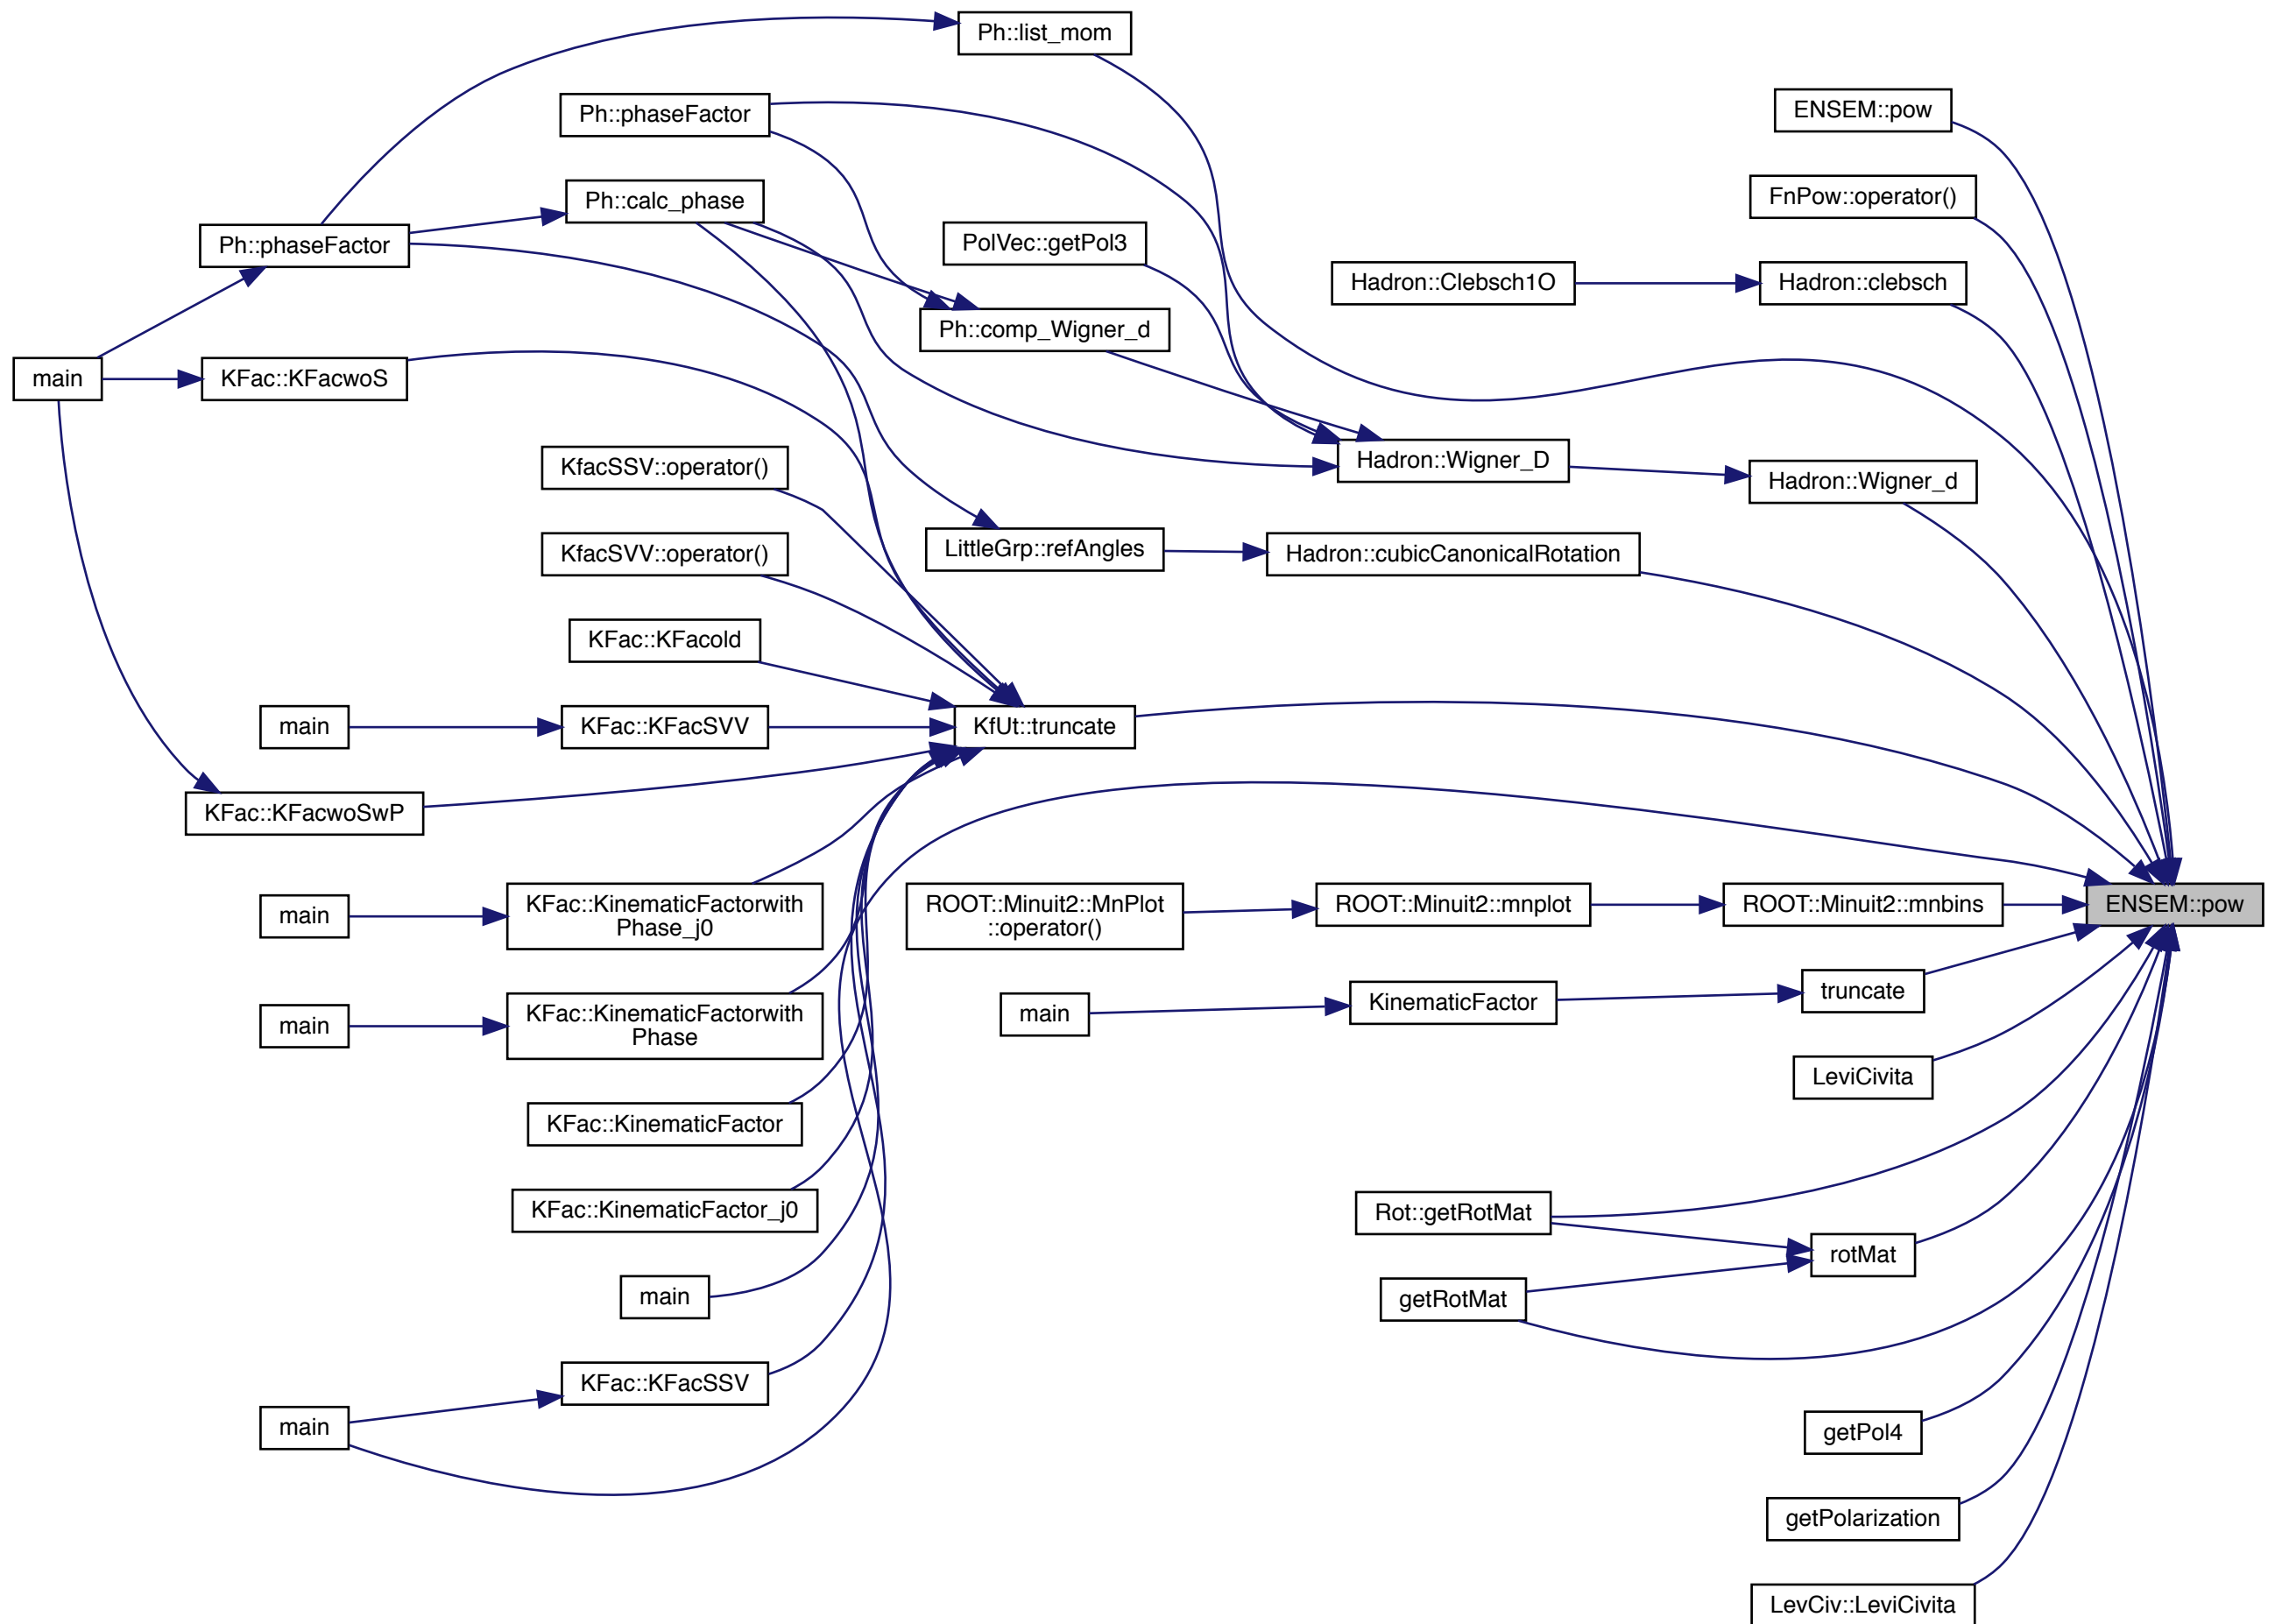 Ph::list_mom
ENSEM::pow
Ph::phaseFactor
FnPow::operator()
Ph::calc_phase
PolVec::getPol3
Ph::phaseFactor
Hadron::Clebsch1O
Hadron::clebsch
Ph::comp_Wigner_d
main
KFac::KFacwoS
Hadron::Wigner_D
KfacSSV::operator()
Hadron::Wigner_d
LittleGrp::refAngles
Hadron::cubicCanonicalRotation
KfacSVV::operator()
KFac::KFacold
main
KFac::KFacSVV
KfUt::truncate
KFac::KFacwoSwP
main
KFac::KinematicFactorwith
Phase_j0
ROOT::Minuit2::MnPlot
::operator()
ROOT::Minuit2::mnplot
ROOT::Minuit2::mnbins
ENSEM::pow
main
KFac::KinematicFactorwith
Phase
main
KinematicFactor
truncate
LeviCivita
KFac::KinematicFactor
KFac::KinematicFactor_j0
Rot::getRotMat
rotMat
main
getRotMat
KFac::KFacSSV
main
getPol4
getPolarization
LevCiv::LeviCivita